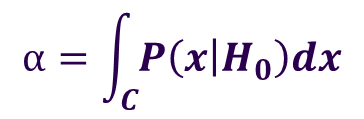 α = ∫_C P(x|H₀)dx